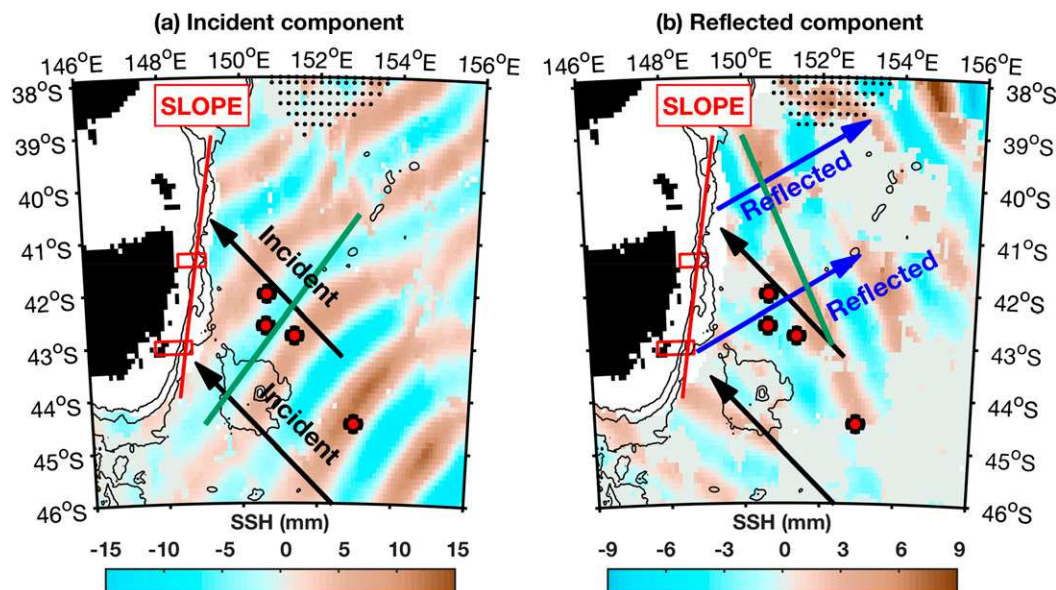 (a) Incident component
(b) Reflected component
146°E 148°E 150°E 152°E 154°E 156°E
146°E 148°E 150°E 152°E 154°E 156°E
38°S
39°S
40°S
41°S
42°S
43°S
44°S
45°S
46°S
SLOPE
Incident
Incident
SLOPE
Reflected
Reflected
38°S
39°S
40°S
41°S
42°S
43°S
44°S
45°S
46°S
SSH (mm)
-15 -10 -5 0 5 10 15
SSH (mm)
-9 -6 -3 0 3 6 9